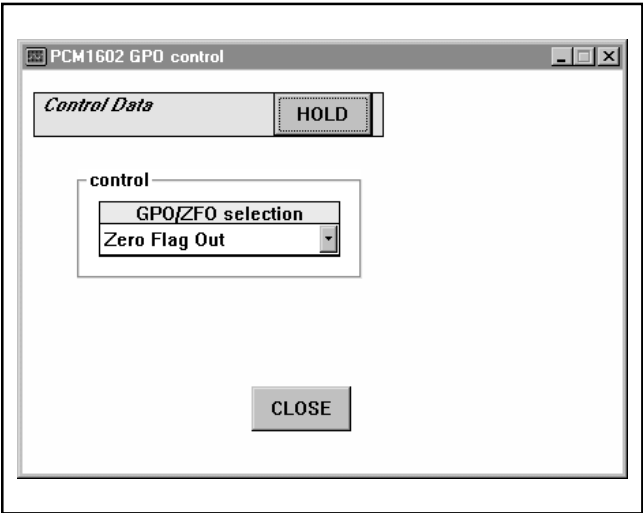 PCM1602 GPO control
Control Data
HOLD
control
GPO/ZFO selection
Zero Flag Out
CLOSE